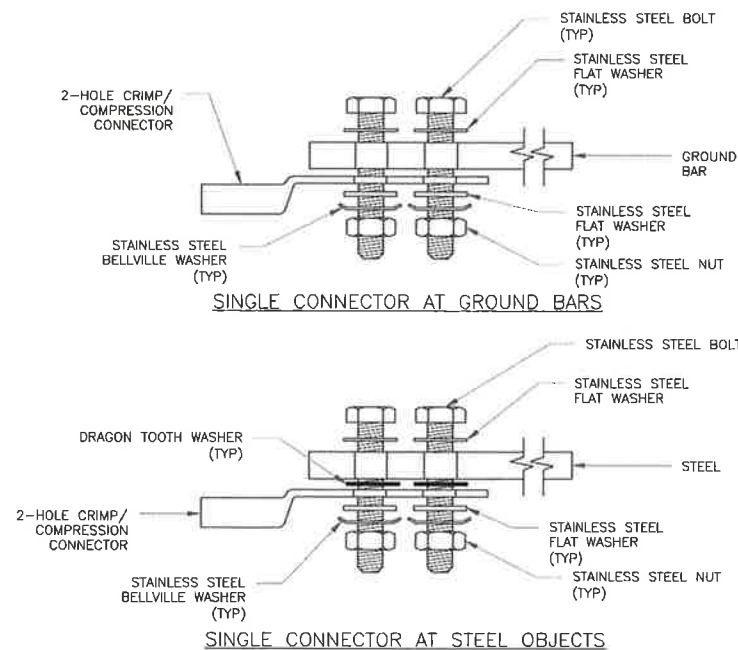 STAINLESS STEEL BOLT
(TYP)
STAINLESS STEEL
FLAT WASHER
(TYP)
2-HOLE CRIMP/
COMPRESSION
CONNECTOR
GROUND
BAR
STAINLESS STEEL
FLAT WASHER
(TYP)
STAINLESS STEEL
BELLVILLE WASHER
(TYP)
STAINLESS STEEL NUT
(TYP)
SINGLE CONNECTOR AT GROUND BARS
STAINLESS STEEL BOLT
STAINLESS STEEL
FLAT WASHER
DRAGON TOOTH WASHER
(TYP)
STEEL
2-HOLE CRIMP/
COMPRESSION
CONNECTOR
STAINLESS STEEL
FLAT WASHER
(TYP)
STAINLESS STEEL
BELLVILLE WASHER
(TYP)
STAINLESS STEEL NUT
(TYP)
SINGLE CONNECTOR AT STEEL OBJECTS